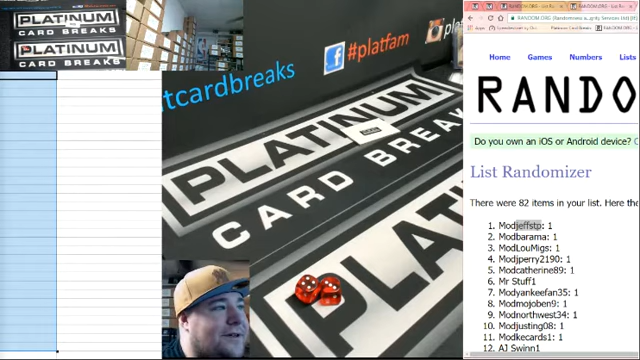 PLATINUM
CARD BREAKS
PLATINUM
CARD BREAKS
tcardbreaks
#platfam
PLATINUM
CARD BREA
PLATI
Home
Games
Numbers
Lists
RANDO
Do you own an iOS or Android device?
List Randomizer
There were 82 items in your list. Here the
1. Modjeffstp: 1
2. Modbarama: 1
3. ModLouMigs: 1
4. Modjperry2190: 1
5. Modcatherine89: 1
6. Mr Stuff1
7. Modyankeefan35: 1
8. Modmojoben9: 1
9. Modnorthwest34: 1
10. Modjusting08: 1
11. Modkecards1: 1
12. AJ Swinn1